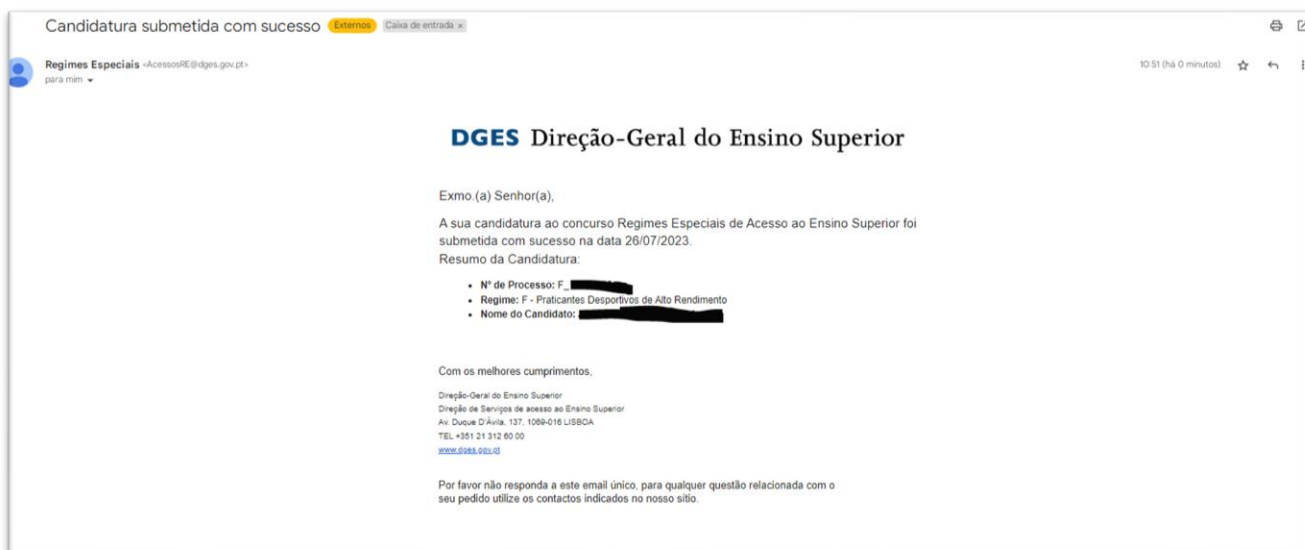 Candidatura submetida com sucesso Externos Caixa de entrada ×
Regimes Especiais <AcessosRE@dges.gov.pt> 10:51 (há 0 minutos)
para mim
DGES Direção-Geral do Ensino Superior
Exmo.(a) Senhor(a),
A sua candidatura ao concurso Regimes Especiais de Acesso ao Ensino Superior foi
submetida com sucesso na data 26/07/2023.
Resumo da Candidatura:
• Nº de Processo: F_
• Regime: F - Praticantes Desportivos de Alto Rendimento
• Nome do Candidato:
Com os melhores cumprimentos,
Direção-Geral do Ensino Superior
Direção de Serviços de acesso ao Ensino Superior
Av. Duque D'Ávila, 137, 1069-016 LISBOA
TEL +351 21 312 60 00
www.dges.gov.pt
Por favor não responda a este email único, para qualquer questão relacionada com o
seu pedido utilize os contactos indicados no nosso sítio.